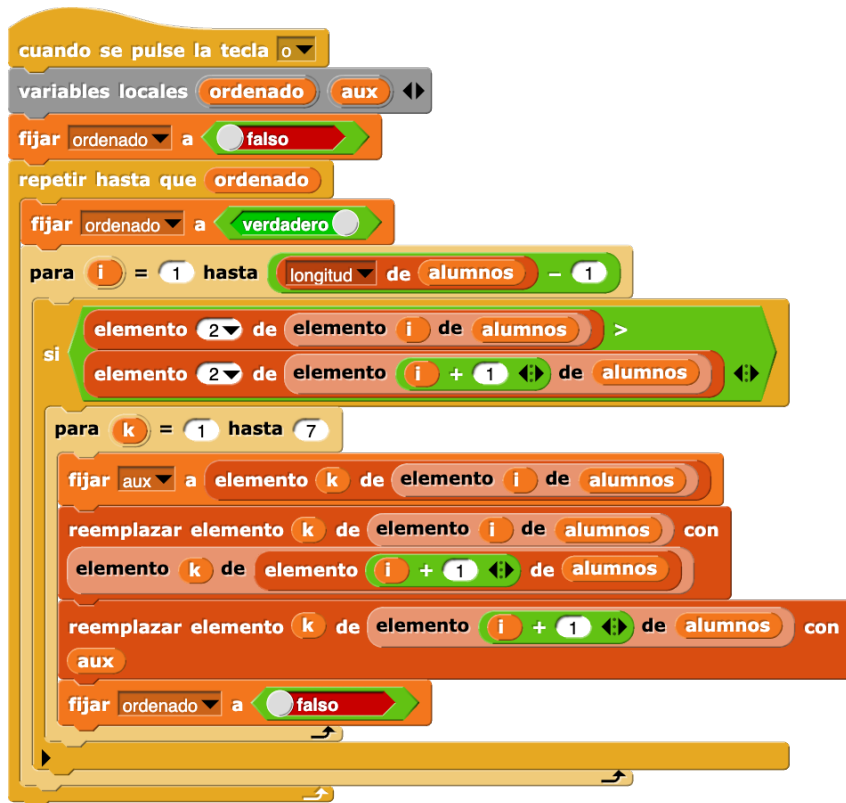 cuando se pulse la tecla o
variables locales ordenado aux
fijar ordenado a falso
repetir hasta que ordenado
fijar ordenado a verdadero
para i = 1 hasta longitud de alumnos - 1
elemento 2 de elemento i de alumnos >
si
elemento 2 de elemento i + 1 de alumnos
para k = 1 hasta 7
fijar aux a elemento k de elemento i de alumnos
reemplazar elemento k de elemento i de alumnos con
elemento k de elemento i + 1 de alumnos
reemplazar elemento k de elemento i + 1 de alumnos con
aux
fijar ordenado a falso